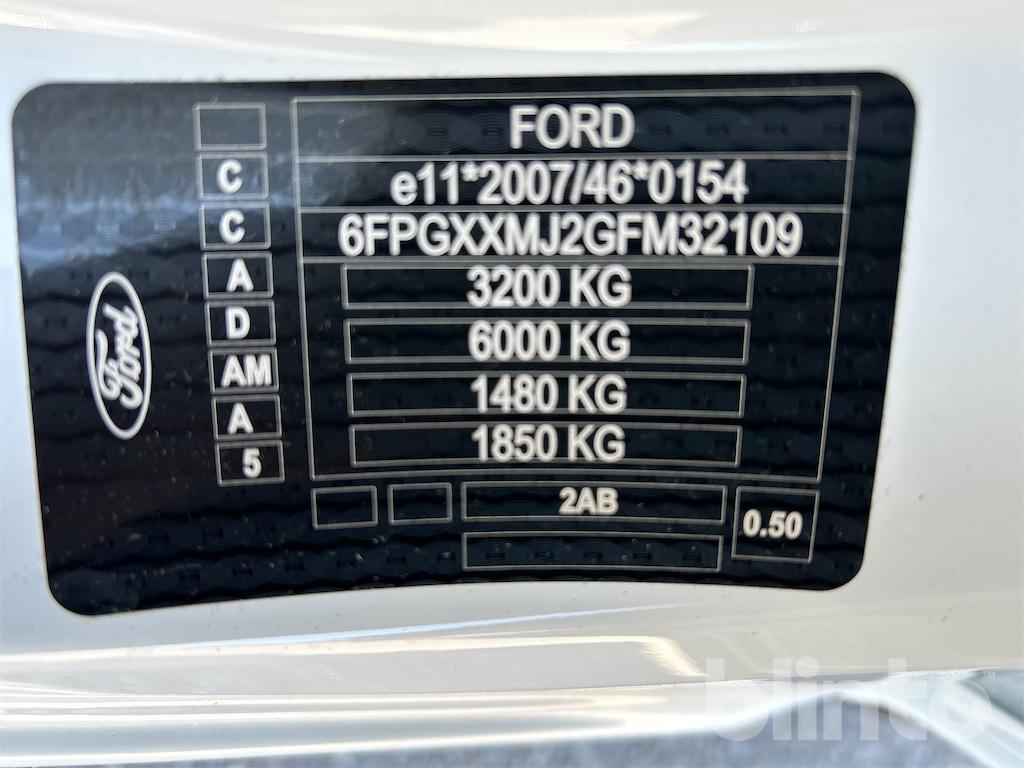 FORD
C e11*2007/46*0154
C 6FPGXXMJ2GFM32109
A 3200 KG
D 6000 KG
AM 1480 KG
A 1850 KG
5
2AB
0.50
Ford
blinto